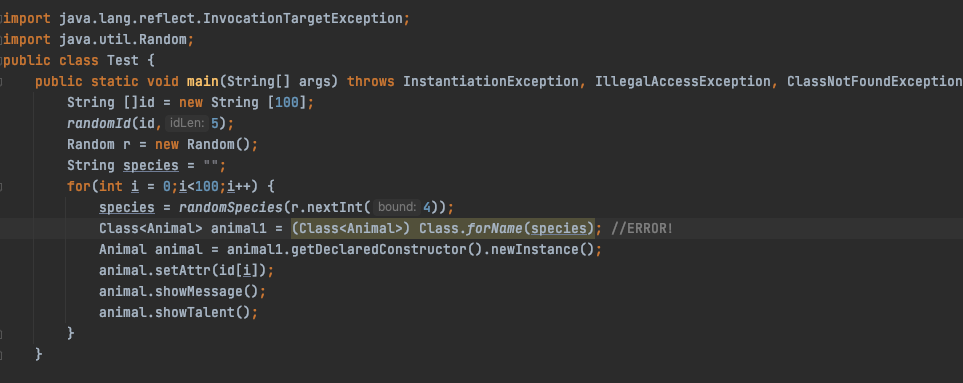 import java.lang.reflect.InvocationTargetException;
import java.util.Random;
public class Test {
public static void main(String[] args) throws InstantiationException, IllegalAccessException, ClassNotFoundException
String []id = new String [100];
randomId(id, idLen: 5);
Random r = new Random();
String species = "";
for(int i = 0;i<100;i++) {
species = randomSpecies(r.nextInt( bound: 4));
Class<Animal> animal1 = (Class<Animal>) Class.forName(species); //ERROR!
Animal animal = animal1.getDeclaredConstructor().newInstance();
animal.setAttr(id[i]);
animal.showMessage();
animal.showTalent();
}
}